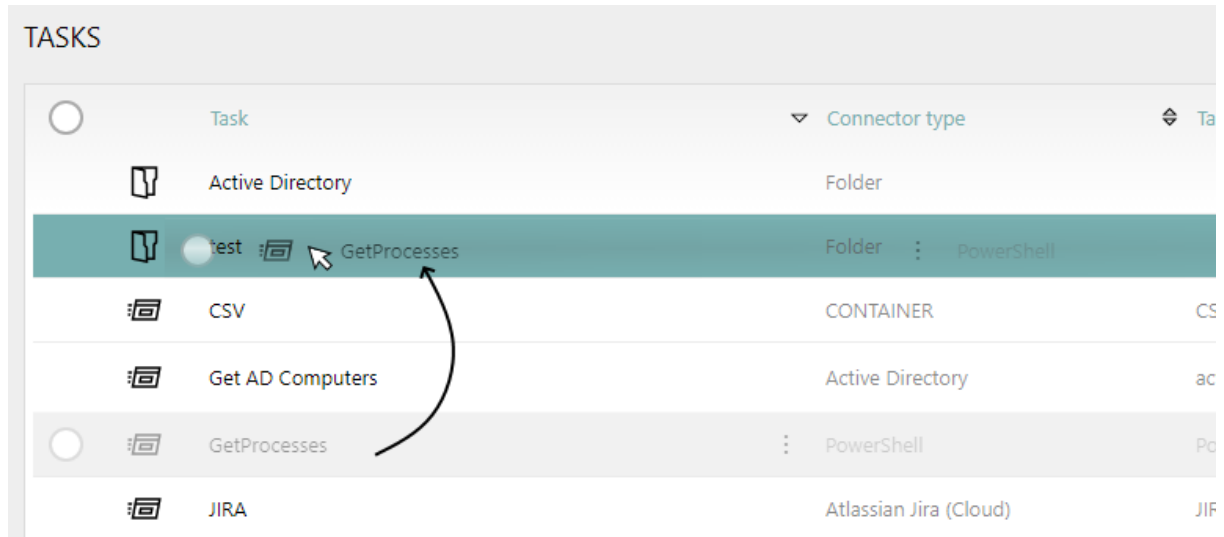 TASKS
Task Connector type Ta
Active Directory Folder
test GetProcesses Folder PowerShell
CSV CONTAINER CS
Get AD Computers Active Directory ac
GetProcesses PowerShell Po
JIRA Atlassian Jira (Cloud) JIR